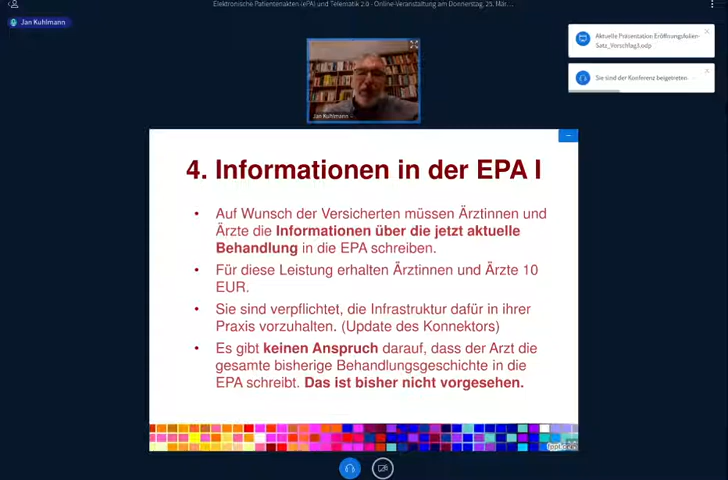 Elektronische Patientenakten (ePA) und Telematik 2.0 - Online-Veranstaltung am Donnerstag, 25. Mär...
Jan Kuhlmann
Aktuelle Präsentation Eröffnungsfolien-
Satz_Vorschlag3.odp
Sie sind der Konferenz beigetreten
Jan Kuhlmann
4. Informationen in der EPA I
• Auf Wunsch der Versicherten müssen Ärztinnen und
Ärzte die Informationen über die jetzt aktuelle
Behandlung in die EPA schreiben.
• Für diese Leistung erhalten Ärztinnen und Ärzte 10
EUR.
• Sie sind verpflichtet, die Infrastruktur dafür in ihrer
Praxis vorzuhalten. (Update des Konnektors)
• Es gibt keinen Anspruch darauf, dass der Arzt die
gesamte bisherige Behandlungsgeschichte in die
EPA schreibt. Das ist bisher nicht vorgesehen.